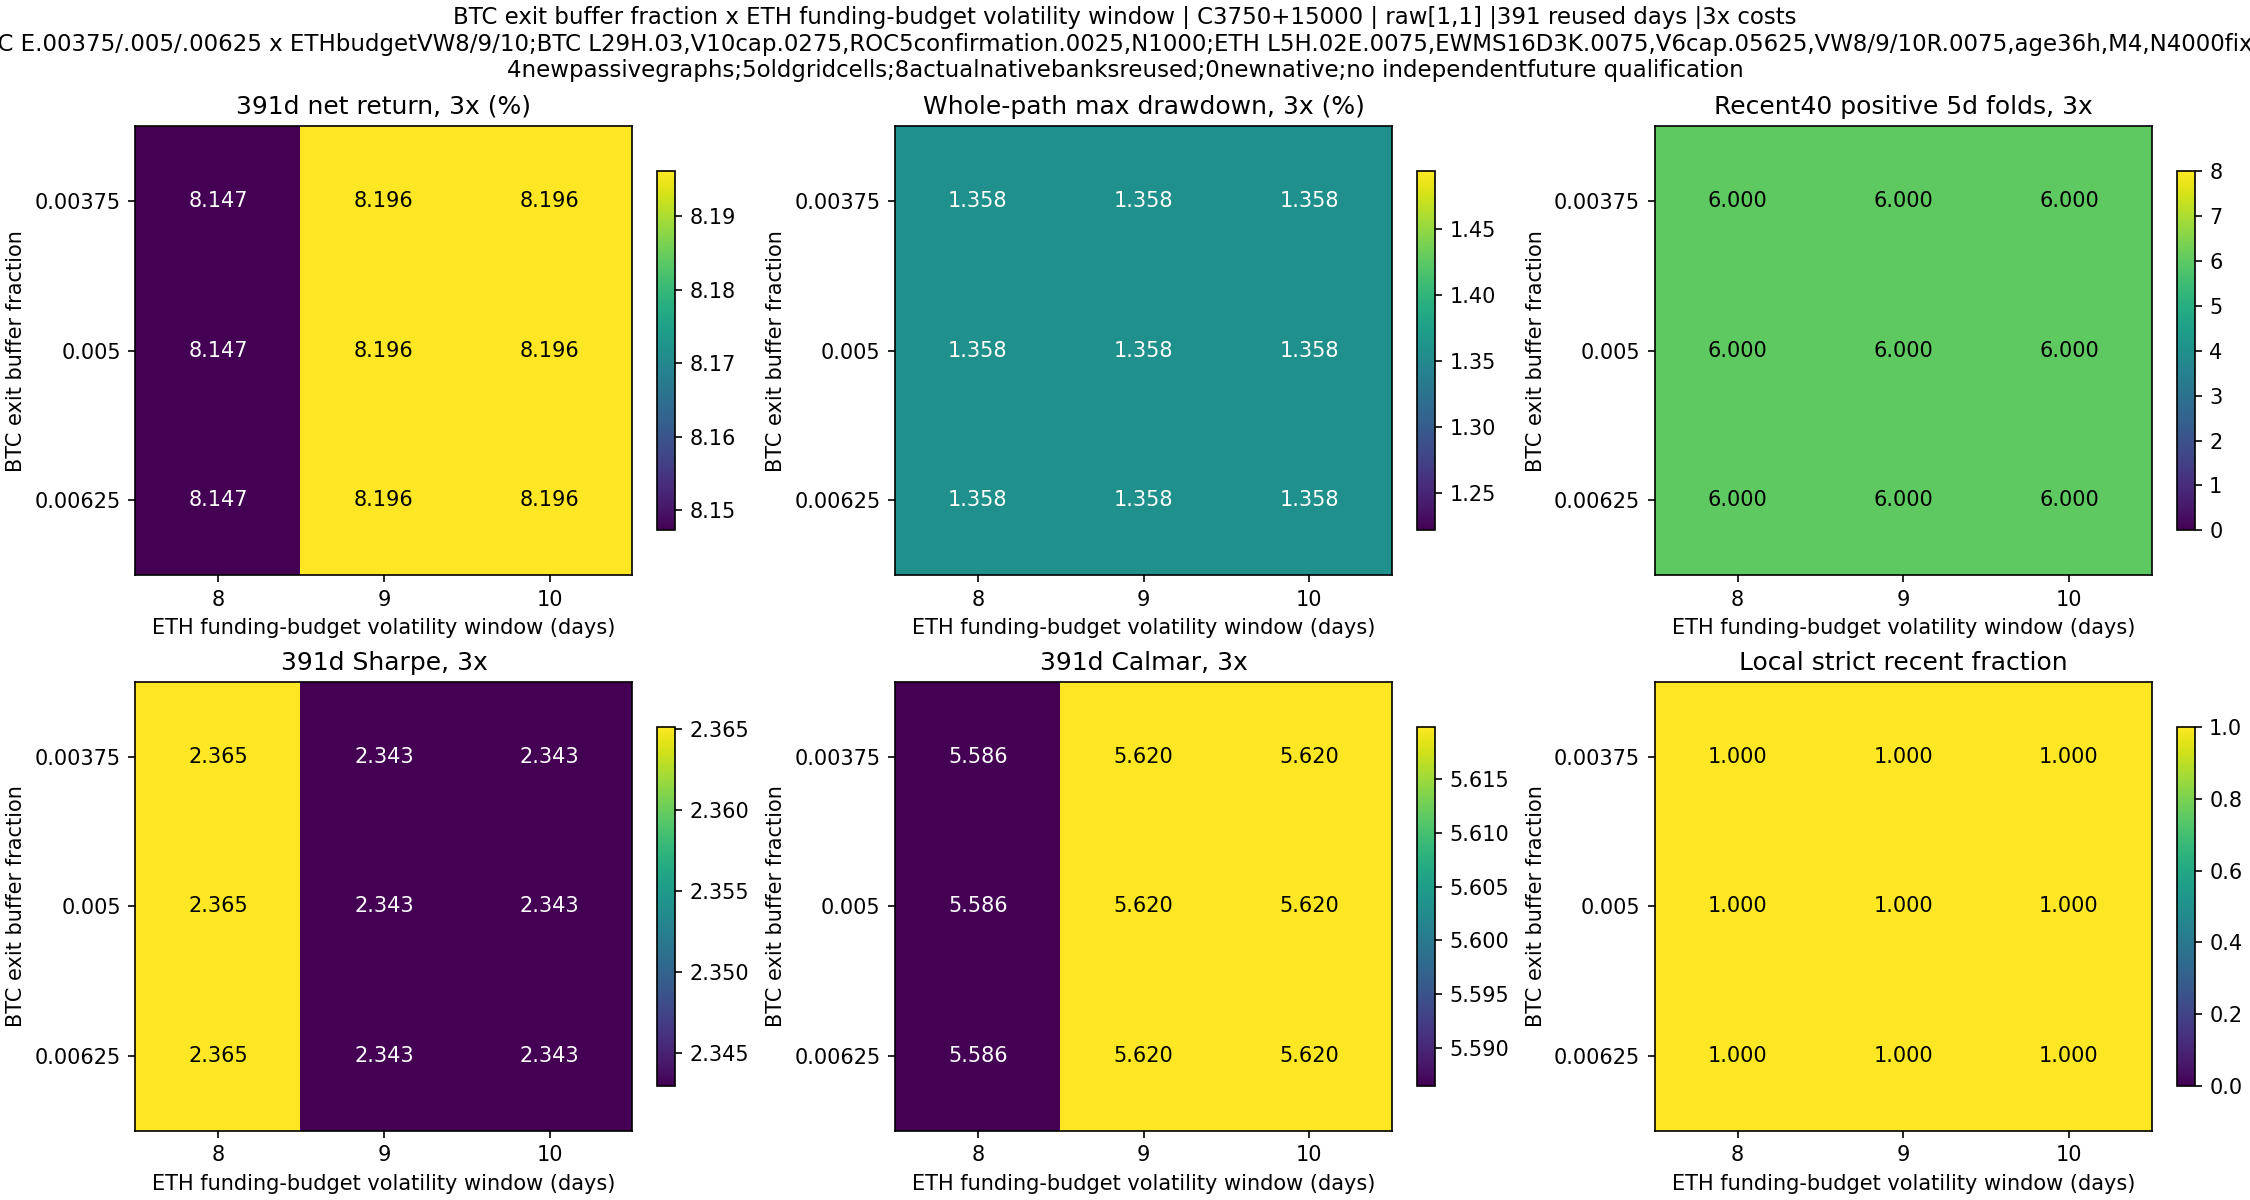 BTC exit buffer fraction x ETH funding-budget volatility window | C3750+15000 | raw[1,1] |391 reused days |3x costs
C E.00375/.005/.00625 x ETHbudgetVW8/9/10;BTC L29H.03,V10cap.0275,ROC5confirmation.0025,N1000;ETH L5H.02E.0075,EWMS16D3K.0075,V6cap.05625,VW8/9/10R.0075,age36h,M4,N4000fix
4newpassivegraphs;5oldgridcells;8actualnativebanksreused;0newnative;no independentfuture qualification
391d net return, 3x (%)
BTC exit buffer fraction
0.00375
0.005
0.00625
8.147 8.196 8.196
8.147 8.196 8.196
8.147 8.196 8.196
8 9 10
ETH funding-budget volatility window (days)
8.19
8.18
8.17
8.16
8.15
Whole-path max drawdown, 3x (%)
BTC exit buffer fraction
0.00375
0.005
0.00625
1.358 1.358 1.358
1.358 1.358 1.358
1.358 1.358 1.358
8 9 10
ETH funding-budget volatility window (days)
1.45
1.40
1.35
1.30
1.25
Recent40 positive 5d folds, 3x
BTC exit buffer fraction
0.00375
0.005
0.00625
6.000 6.000 6.000
6.000 6.000 6.000
6.000 6.000 6.000
8 9 10
ETH funding-budget volatility window (days)
8
7
6
5
4
3
2
1
0
391d Sharpe, 3x
BTC exit buffer fraction
0.00375
0.005
0.00625
2.365 2.343 2.343
2.365 2.343 2.343
2.365 2.343 2.343
8 9 10
ETH funding-budget volatility window (days)
2.365
2.360
2.355
2.350
2.345
391d Calmar, 3x
BTC exit buffer fraction
0.00375
0.005
0.00625
5.586 5.620 5.620
5.586 5.620 5.620
5.586 5.620 5.620
8 9 10
ETH funding-budget volatility window (days)
5.615
5.610
5.605
5.600
5.595
5.590
Local strict recent fraction
BTC exit buffer fraction
0.00375
0.005
0.00625
1.000 1.000 1.000
1.000 1.000 1.000
1.000 1.000 1.000
8 9 10
ETH funding-budget volatility window (days)
1.0
0.8
0.6
0.4
0.2
0.0